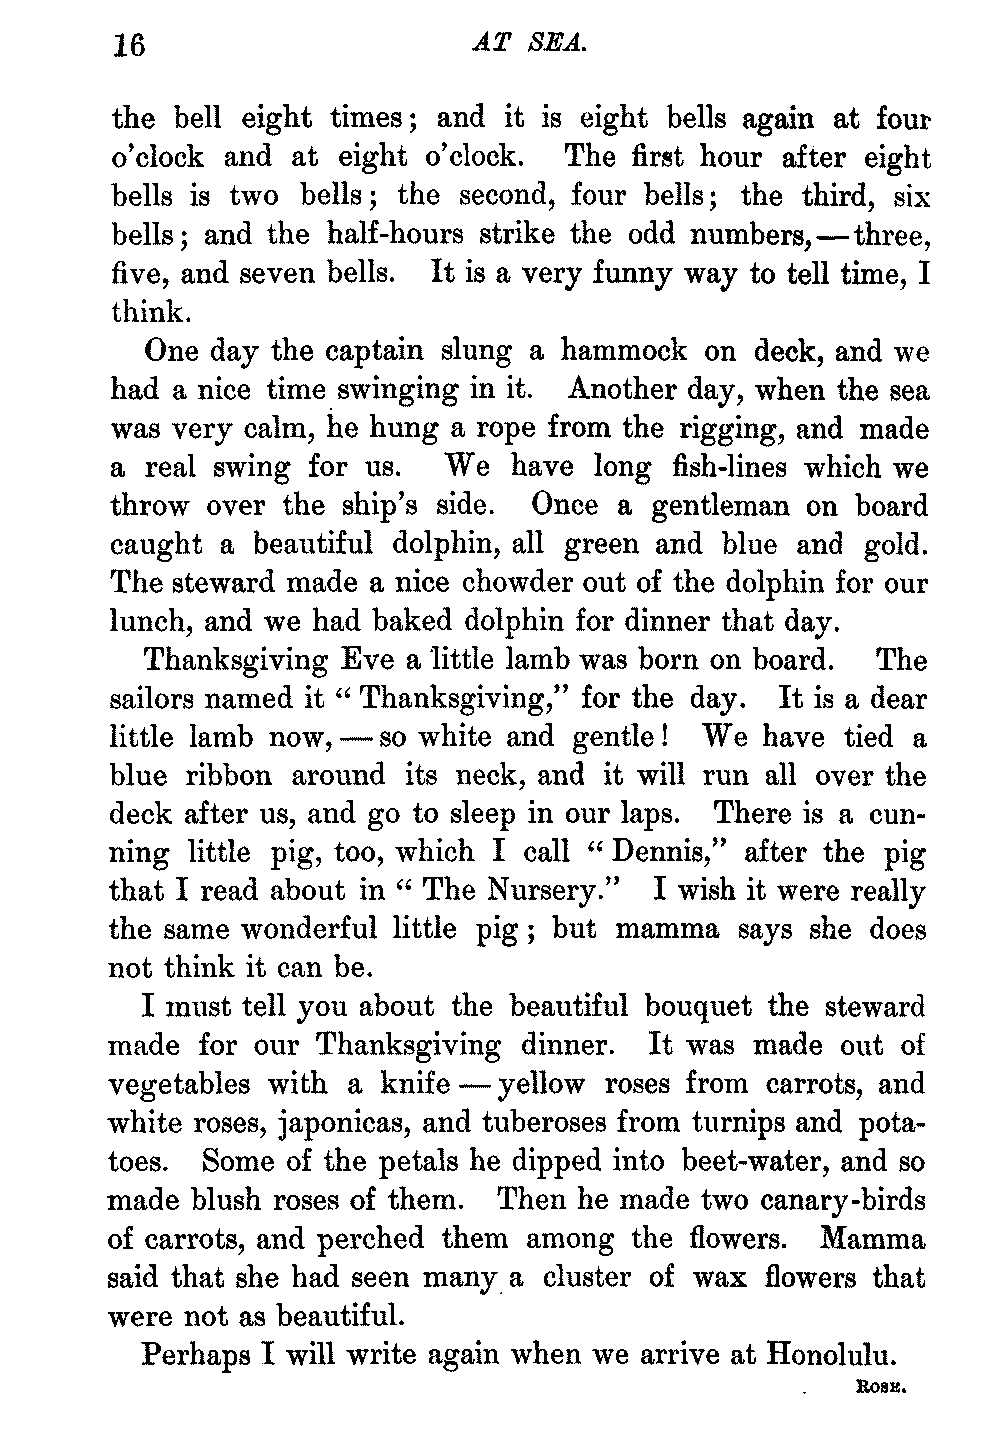 16 AT SEA.
the bell eight times; and it is eight bells again at four
o'clock and at eight o'clock. The first hour after eight
bells is two bells; the second, four bells; the third, six
bells; and the half-hours strike the odd numbers,—three,
five, and seven bells. It is a very funny way to tell time, I
think.
One day the captain slung a hammock on deck, and we
had a nice time swinging in it. Another day, when the sea
was very calm, he hung a rope from the rigging, and made
a real swing for us. We have long fish-lines which we
throw over the ship's side. Once a gentleman on board
caught a beautiful dolphin, all green and blue and gold.
The steward made a nice chowder out of the dolphin for our
lunch, and we had baked dolphin for dinner that day.
Thanksgiving Eve a little lamb was born on board. The
sailors named it "Thanksgiving," for the day. It is a dear
little lamb now,—so white and gentle! We have tied a
blue ribbon around its neck, and it will run all over the
deck after us, and go to sleep in our laps. There is a cun-
ning little pig, too, which I call "Dennis," after the pig
that I read about in "The Nursery." I wish it were really
the same wonderful little pig; but mamma says she does
not think it can be.
I must tell you about the beautiful bouquet the steward
made for our Thanksgiving dinner. It was made out of
vegetables with a knife—yellow roses from carrots, and
white roses, japonicas, and tuberoses from turnips and pota-
toes. Some of the petals he dipped into beet-water, and so
made blush roses of them. Then he made two canary-birds
of carrots, and perched them among the flowers. Mamma
said that she had seen many a cluster of wax flowers that
were not as beautiful.
Perhaps I will write again when we arrive at Honolulu.
ROSE.